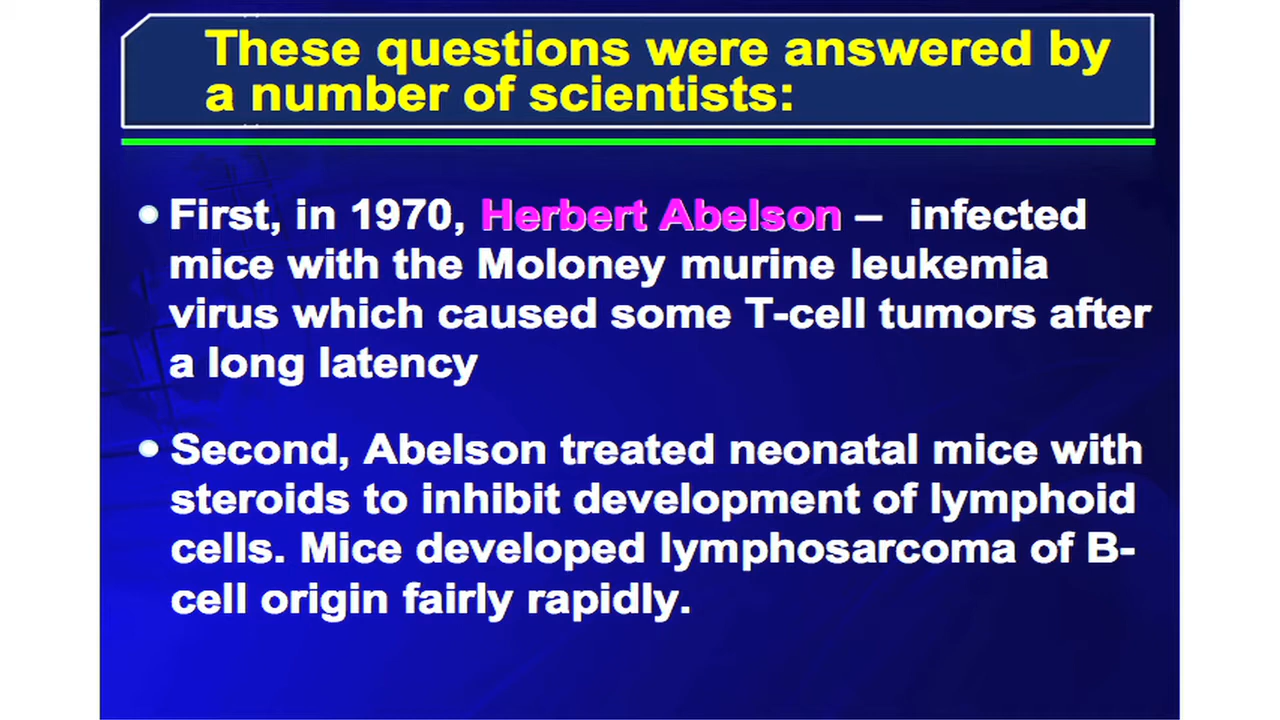 These questions were answered by
a number of scientists:
• First, in 1970, Herbert Abelson – infected
mice with the Moloney murine leukemia
virus which caused some T-cell tumors after
a long latency
• Second, Abelson treated neonatal mice with
steroids to inhibit development of lymphoid
cells. Mice developed lymphosarcoma of B-
cell origin fairly rapidly.